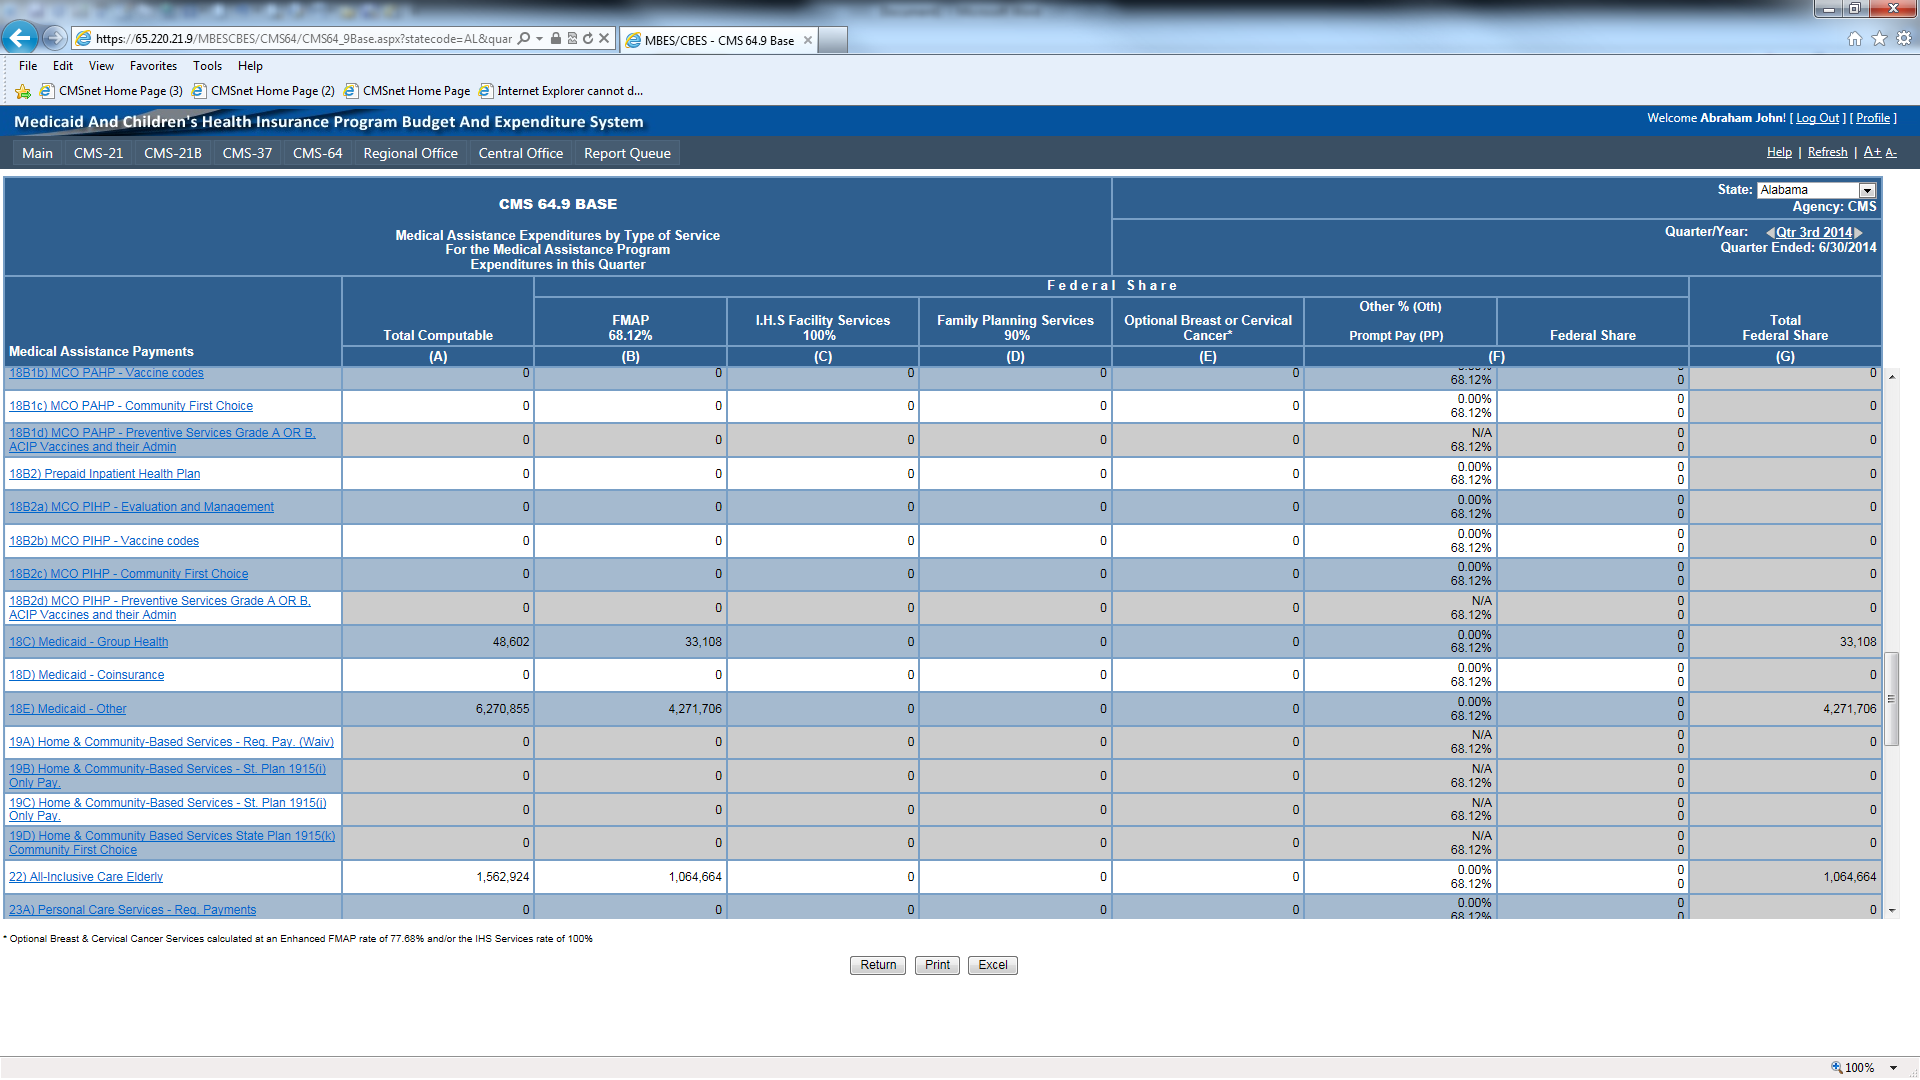 https://65.220.21.9/MBESCBES/CMS64/CMS64_9Base.aspx?statecode=AL&quar
MBES/CBES - CMS 64.9 Base
File Edit View Favorites Tools Help
CMSnet Home Page (3) CMSnet Home Page (2) CMSnet Home Page Internet Explorer cannot d...
Medicaid And Children's Health Insurance Program Budget And Expenditure System
Welcome Abraham John! [ Log Out ] [ Profile ]
Main CMS-21 CMS-21B CMS-37 CMS-64 Regional Office Central Office Report Queue
Help | Refresh | A+ A-
CMS 64.9 BASE
Medical Assistance Expenditures by Type of Service
For the Medical Assistance Program
Expenditures in this Quarter
State: Alabama
Agency: CMS
Quarter/Year: Qtr 3rd 2014
Quarter Ended: 6/30/2014
Federal Share
Medical Assistance Payments
Total Computable
(A)
FMAP
68.12%
(B)
I.H.S Facility Services
100%
(C)
Family Planning Services
90%
(D)
Optional Breast or Cervical
Cancer*
(E)
Other % (Oth)
Prompt Pay (PP)
Federal Share
(F)
Total
Federal Share
(G)
18B1b) MCO PAHP - Vaccine codes 0 0 0 0 0 0 0
68.12% 0
18B1c) MCO PAHP - Community First Choice 0 0 0 0 0 0.00% 0 0
68.12% 0
18B1d) MCO PAHP - Preventive Services Grade A OR B, 0 0 0 0 0 N/A 0 0
ACIP Vaccines and their Admin 68.12% 0
18B2) Prepaid Inpatient Health Plan 0 0 0 0 0 0.00% 0 0
68.12% 0
18B2a) MCO PIHP - Evaluation and Management 0 0 0 0 0 0.00% 0 0
68.12% 0
18B2b) MCO PIHP - Vaccine codes 0 0 0 0 0 0.00% 0 0
68.12% 0
18B2c) MCO PIHP - Community First Choice 0 0 0 0 0 0.00% 0 0
68.12% 0
18B2d) MCO PIHP - Preventive Services Grade A OR B, 0 0 0 0 0 N/A 0 0
ACIP Vaccines and their Admin 68.12% 0
18C) Medicaid - Group Health 48,602 33,108 0 0 0 0.00% 0 33,108
68.12% 0
18D) Medicaid - Coinsurance 0 0 0 0 0 0.00% 0 0
68.12% 0
18E) Medicaid - Other 6,270,855 4,271,706 0 0 0 0.00% 0 4,271,706
68.12% 0
19A) Home & Community-Based Services - Reg. Pay. (Waiv) 0 0 0 0 0 N/A 0 0
68.12% 0
19B) Home & Community-Based Services - St. Plan 1915(i) 0 0 0 0 0 N/A 0 0
Only Pay. 68.12% 0
19C) Home & Community-Based Services - St. Plan 1915(j) 0 0 0 0 0 N/A 0 0
Only Pay. 68.12% 0
19D) Home & Community Based Services State Plan 1915(k) 0 0 0 0 0 N/A 0 0
Community First Choice 68.12% 0
22) All-Inclusive Care Elderly 1,562,924 1,064,664 0 0 0 0.00% 0 1,064,664
68.12% 0
23A) Personal Care Services - Reg. Payments 0 0 0 0 0 0.00% 0 0
68.12% 0
* Optional Breast & Cervical Cancer Services calculated at an Enhanced FMAP rate of 77.68% and/or the IHS Services rate of 100%
Return Print Excel
100%